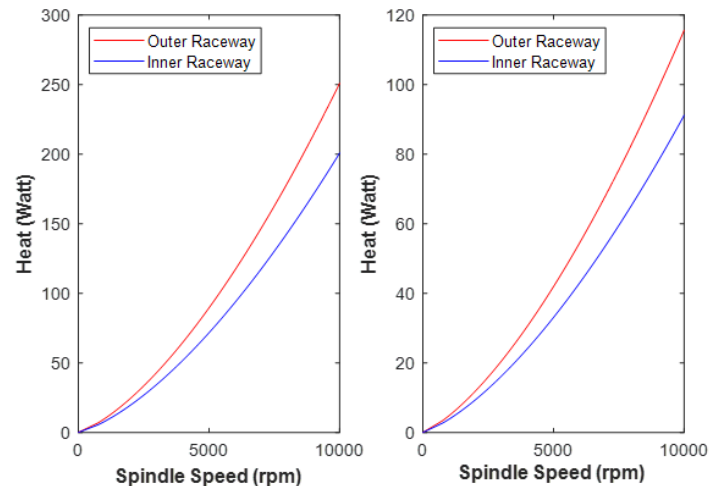 300
250
200
150
100
50
0
Heat (Watt)
Outer Raceway
Inner Raceway
0
5000
10000
Spindle Speed (rpm)
120
100
80
60
40
20
0
Heat (Watt)
Outer Raceway
Inner Raceway
0
5000
10000
Spindle Speed (rpm)